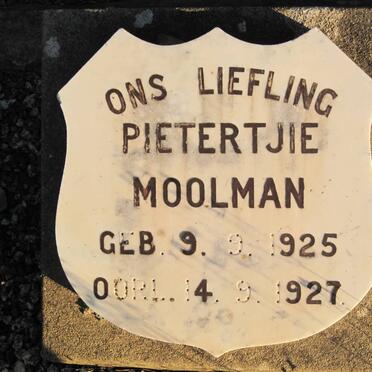 ONS LIEFLING
PIETERTJIE
MOOLMAN
GEB. 9. 9. 1925
OORL. 14. 9. 1927.